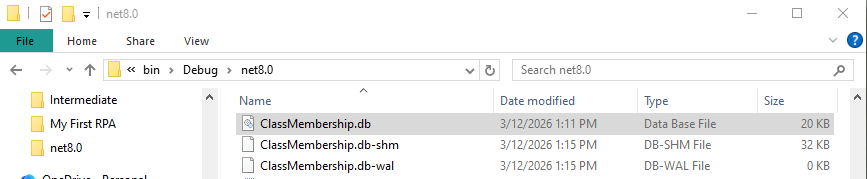 net8.0
File Home Share View
bin Debug net8.0 Search net8.0
Intermediate
My First RPA
net8.0
OneDrive - Personal
Name Date modified Type Size
ClassMembership.db 3/12/2026 1:11 PM Data Base File 20 KB
ClassMembership.db-shm 3/12/2026 1:15 PM DB-SHM File 32 KB
ClassMembership.db-wal 3/12/2026 1:15 PM DB-WAL File 0 KB